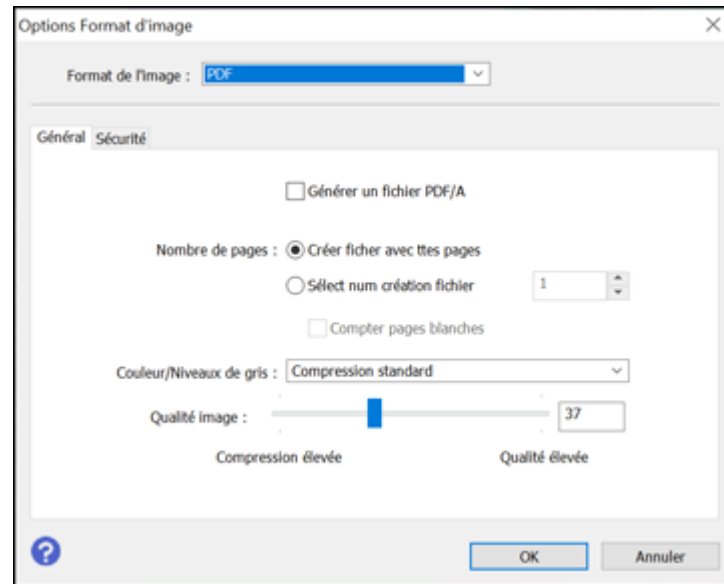 Options Format d'image
Format de l'image : PDF
Général Sécurité
Générer un fichier PDF/A
Nombre de pages : Créer ficher avec ttes pages
Sélect num création fichier 1
Compter pages blanches
Couleur/Niveaux de gris : Compression standard
Qualité image : 37
Compression élevée Qualité élevée
? OK Annuler